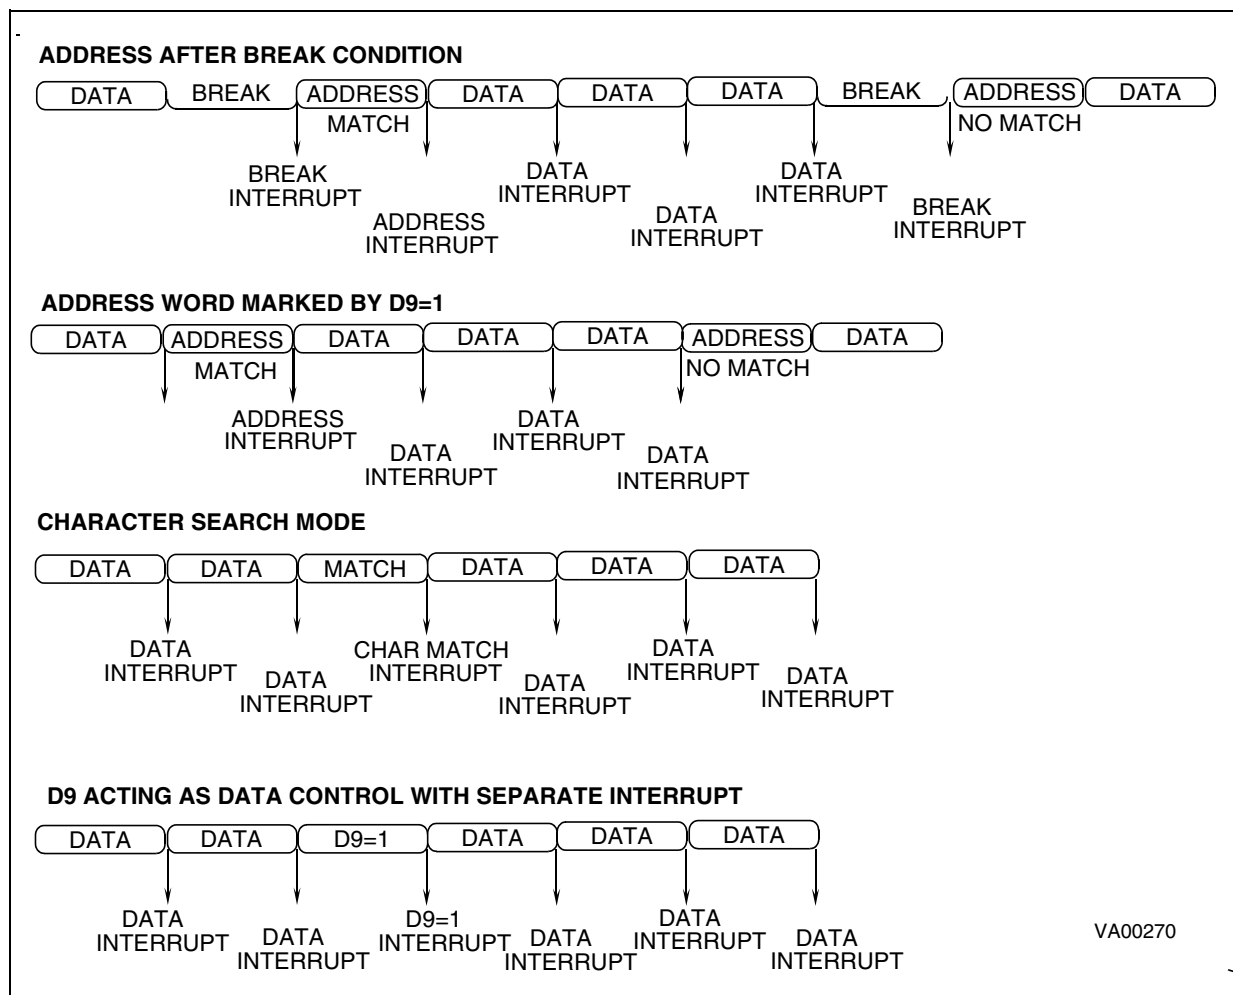 ADDRESS AFTER BREAK CONDITION
DATA BREAK ADDRESS DATA DATA DATA BREAK ADDRESS DATA
MATCH NO MATCH
BREAK INTERRUPT
ADDRESS INTERRUPT
DATA INTERRUPT
DATA INTERRUPT
DATA INTERRUPT
BREAK INTERRUPT
ADDRESS WORD MARKED BY D9=1
DATA ADDRESS DATA DATA DATA ADDRESS DATA
MATCH NO MATCH
ADDRESS INTERRUPT
DATA INTERRUPT
DATA INTERRUPT
DATA INTERRUPT
CHARACTER SEARCH MODE
DATA DATA MATCH DATA DATA DATA
DATA INTERRUPT
DATA INTERRUPT
CHAR MATCH INTERRUPT
DATA INTERRUPT
DATA INTERRUPT
DATA INTERRUPT
D9 ACTING AS DATA CONTROL WITH SEPARATE INTERRUPT
DATA DATA D9=1 DATA DATA DATA
DATA INTERRUPT
DATA INTERRUPT
D9=1 INTERRUPT
DATA INTERRUPT
DATA INTERRUPT
DATA INTERRUPT
VA00270